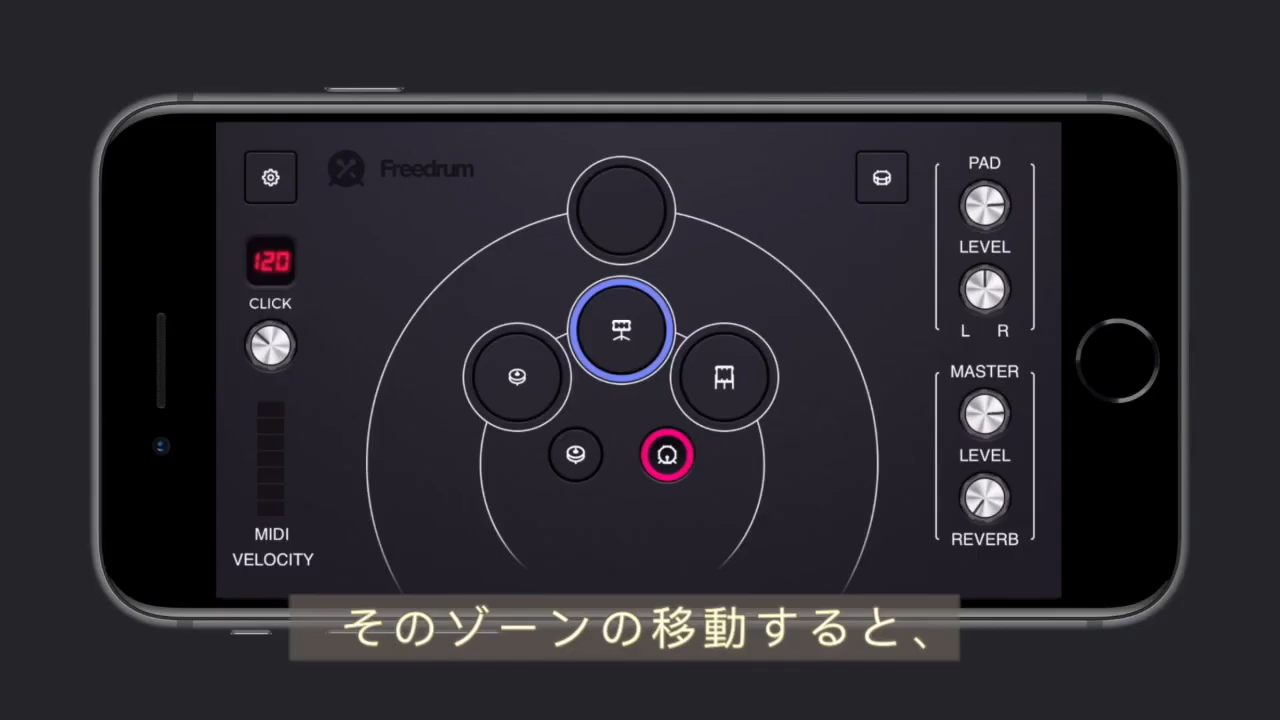 Freedrum
120
CLICK
MIDI
VELOCITY
PAD
LEVEL
L R
MASTER
LEVEL
REVERB
そのゾーンの移動すると、